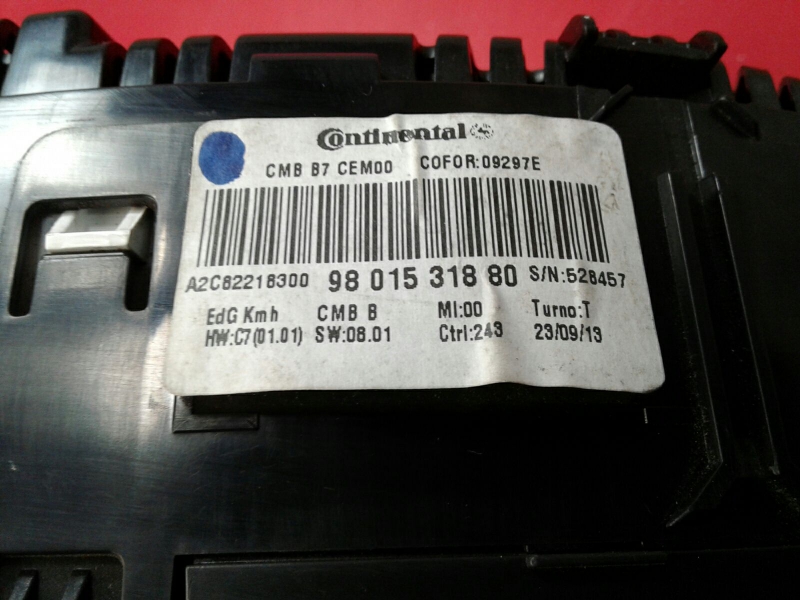 Continental
CMB B7 CEM00 COFOR:09297E
A2C82218300 98 015 318 80 S/N:528457
EdG Kmh CMB B MI:00 Turno:T
HW:C7(01.01) SW:08.01 Ctrl:243 23/09/13